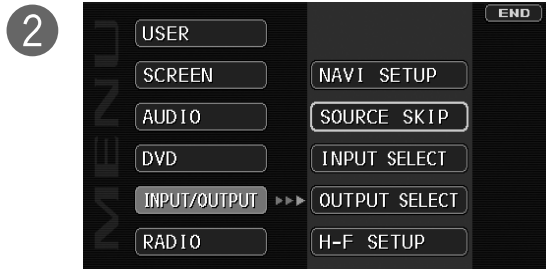 2
END
MENU
USER
SCREEN
AUDIO
DVD
INPUT/OUTPUT
RADIO
NAVI SETUP
SOURCE SKIP
INPUT SELECT
OUTPUT SELECT
H-F SETUP